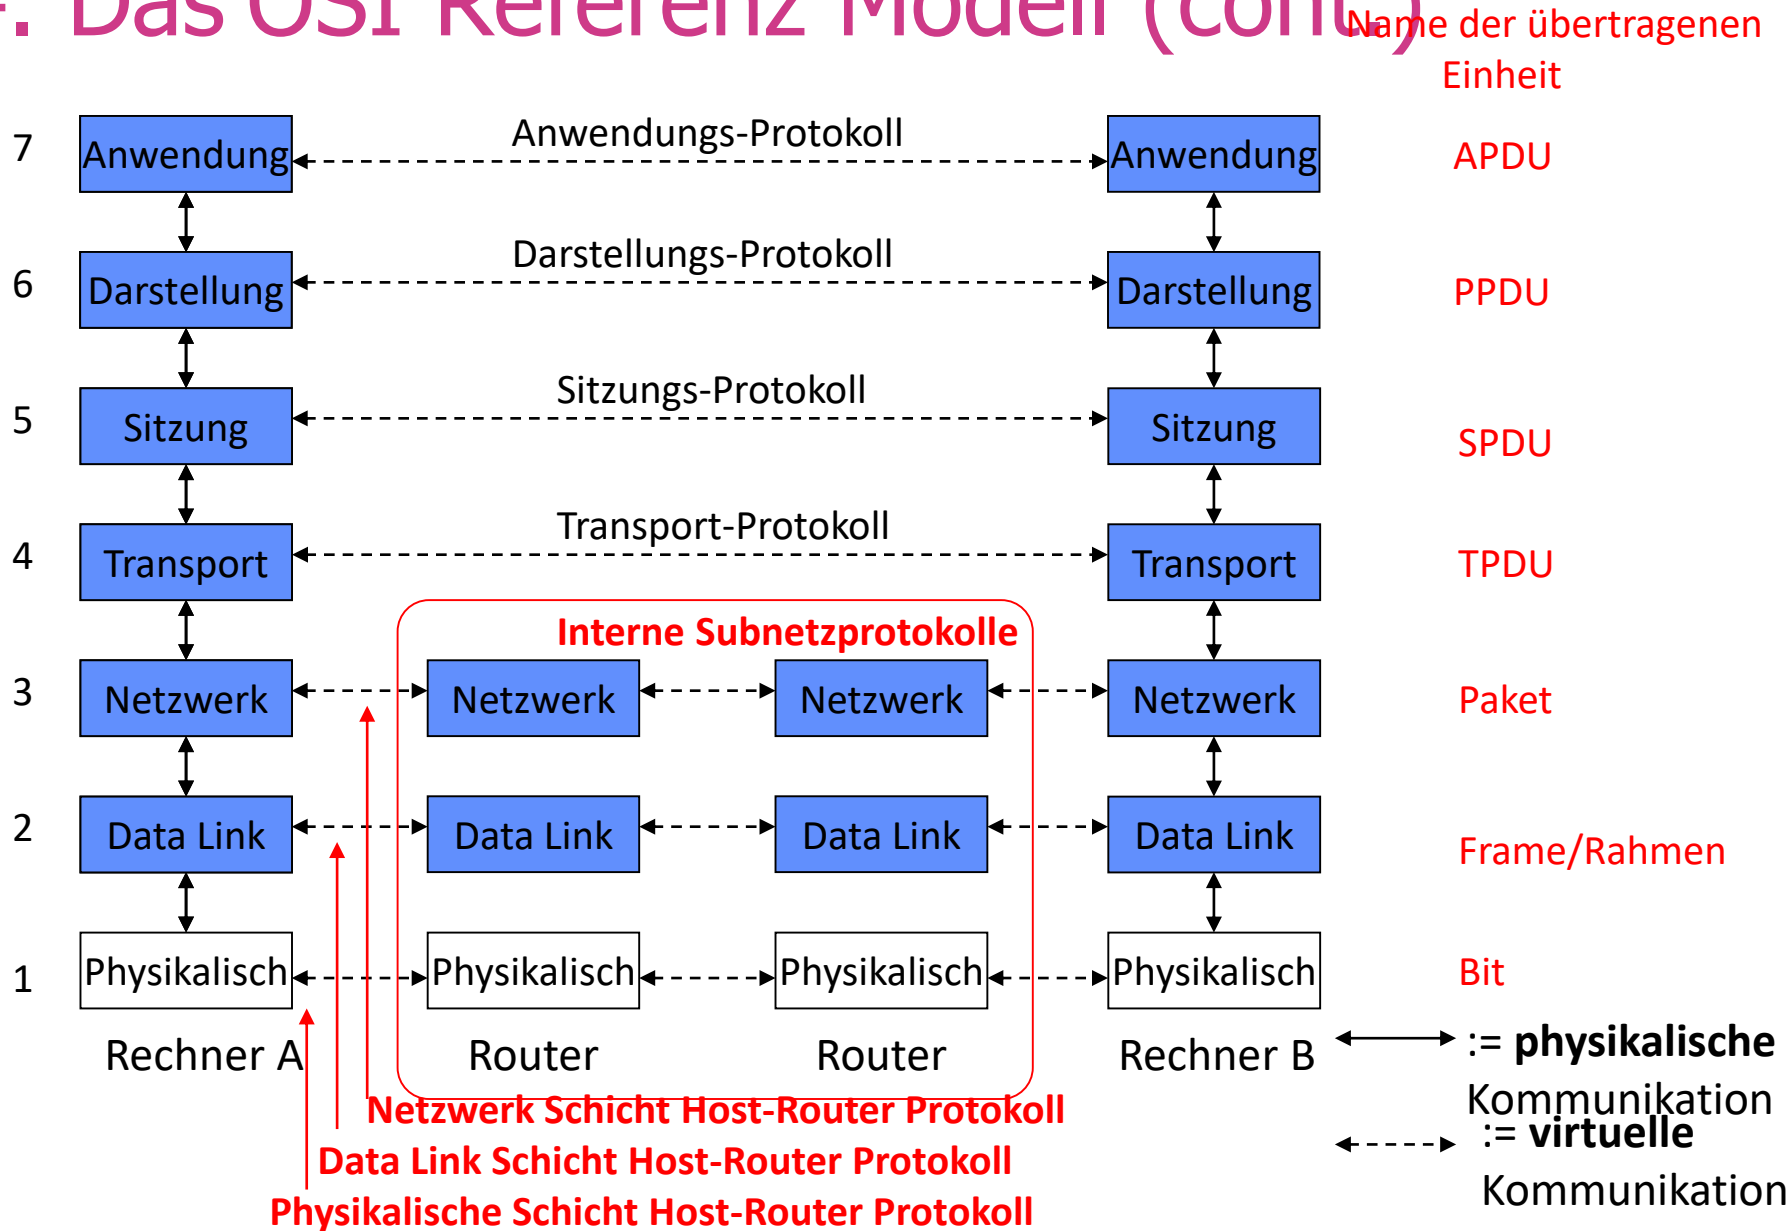 . Das OSI Referenz Modell (cont.)
Name der übertragenen
Einheit
7 Anwendung Anwendungs-Protokoll Anwendung APDU
6 Darstellung Darstellungs-Protokoll Darstellung PPDU
5 Sitzung Sitzungs-Protokoll Sitzung SPDU
4 Transport Transport-Protokoll Transport TPDU
Interne Subnetzprotokolle
3 Netzwerk Netzwerk Netzwerk Netzwerk Paket
2 Data Link Data Link Data Link Data Link Frame/Rahmen
1 Physikalisch Physikalisch Physikalisch Physikalisch Bit
Rechner A Router Router Rechner B
:= physikalische
Kommunikation
:= virtuelle
Kommunikation
Netzwerk Schicht Host-Router Protokoll
Data Link Schicht Host-Router Protokoll
Physikalische Schicht Host-Router Protokoll